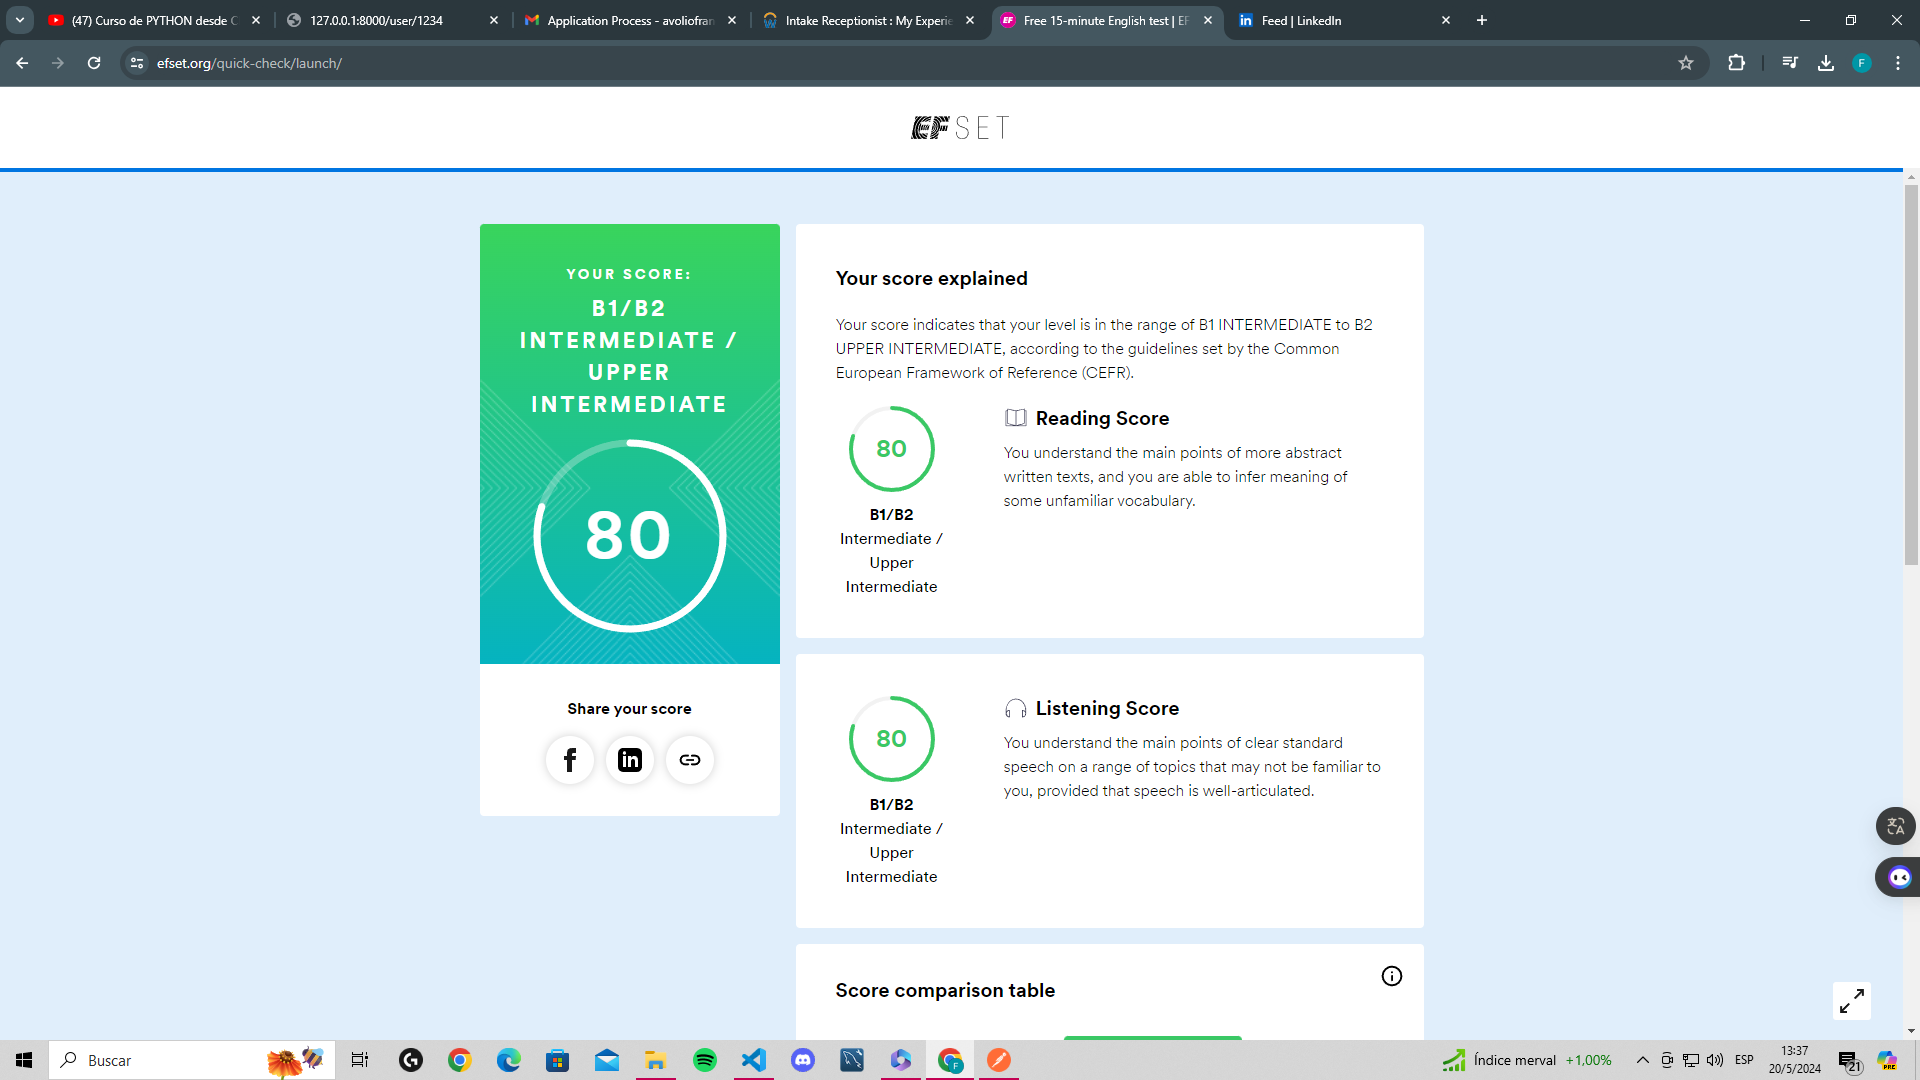 (47) Curso de PYTHON desde C
127.0.0.1:8000/user/1234
Application Process - avoliofran
Intake Receptionist : My Experie
Free 15-minute English test | EF
Feed | LinkedIn
efset.org/quick-check/launch/
F
EF SET
YOUR SCORE:
B1/B2
INTERMEDIATE /
UPPER
INTERMEDIATE
80
Share your score
Your score explained
Your score indicates that your level is in the range of B1 INTERMEDIATE to B2
UPPER INTERMEDIATE, according to the guidelines set by the Common
European Framework of Reference (CEFR).
80
B1/B2
Intermediate /
Upper
Intermediate
Reading Score
You understand the main points of more abstract
written texts, and you are able to infer meaning of
some unfamiliar vocabulary.
80
B1/B2
Intermediate /
Upper
Intermediate
Listening Score
You understand the main points of clear standard
speech on a range of topics that may not be familiar to
you, provided that speech is well-articulated.
Score comparison table
Buscar
Índice merval +1,00%
ESP
13:37
20/5/2024
21
PRE